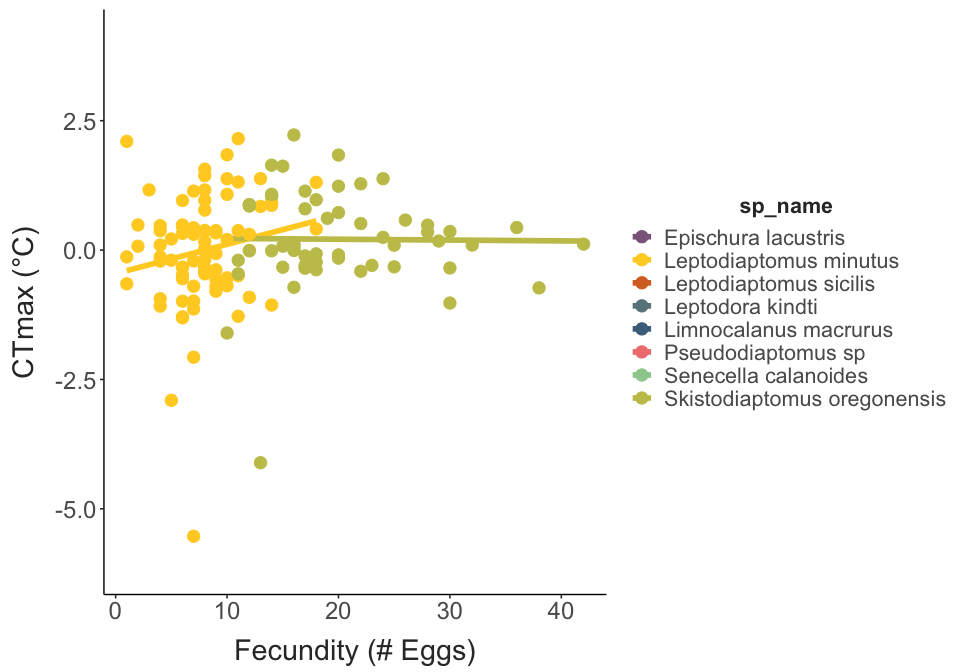 CTmax (°C)
2.5
0.0
-2.5
-5.0
0 10 20 30 40
Fecundity (# Eggs)
sp_name
Epischura lacustris
Leptodiaptomus minutus
Leptodiaptomus sicilis
Leptodora kindti
Limnocalanus macrurus
Pseudodiaptomus sp
Senecella calanoides
Skistodiaptomus oregonensis